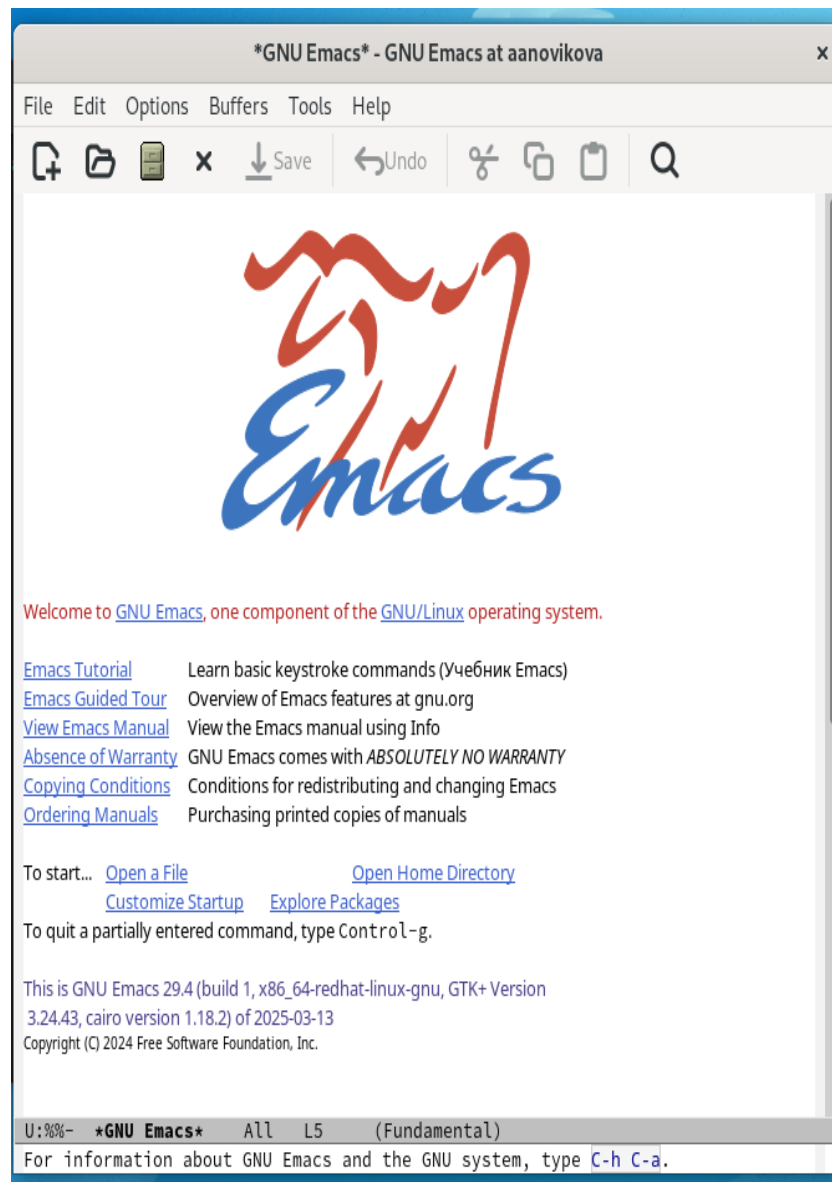 *GNU Emacs* - GNU Emacs at aanovikova ×
File Edit Options Buffers Tools Help
Save Undo
Emacs
Welcome to GNU Emacs, one component of the GNU/Linux operating system.
Emacs Tutorial Learn basic keystroke commands (Учебник Emacs)
Emacs Guided Tour Overview of Emacs features at gnu.org
View Emacs Manual View the Emacs manual using Info
Absence of Warranty GNU Emacs comes with ABSOLUTELY NO WARRANTY
Copying Conditions Conditions for redistributing and changing Emacs
Ordering Manuals Purchasing printed copies of manuals
To start... Open a File Open Home Directory
Customize Startup Explore Packages
To quit a partially entered command, type Control-g.
This is GNU Emacs 29.4 (build 1, x86_64-redhat-linux-gnu, GTK+ Version
3.24.43, cairo version 1.18.2) of 2025-03-13
Copyright (C) 2024 Free Software Foundation, Inc.
U:%%- *GNU Emacs* All L5 (Fundamental)
For information about GNU Emacs and the GNU system, type C-h C-a.